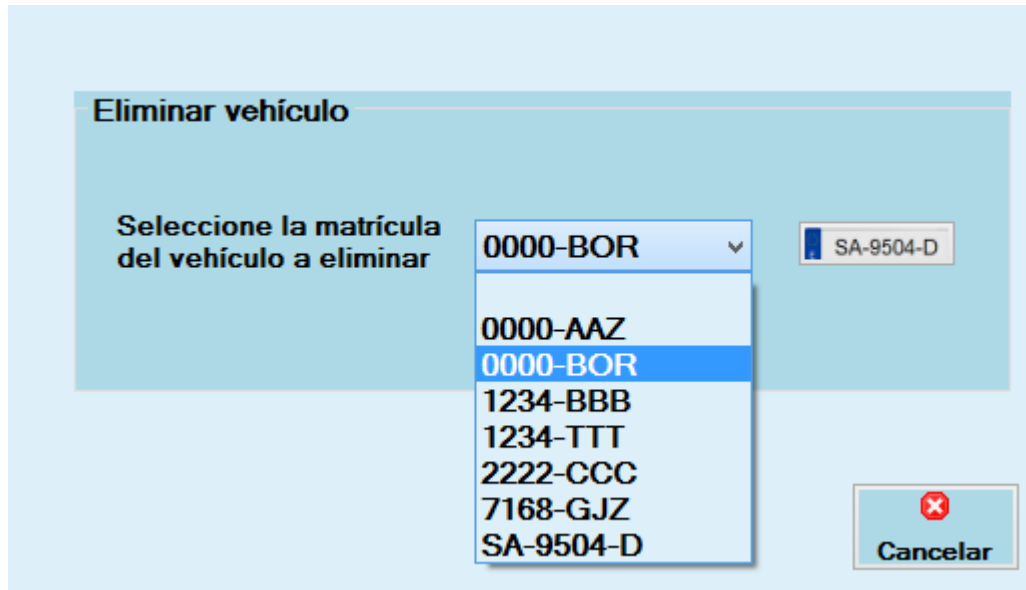 Eliminar vehículo
Seleccione la matrícula
del vehículo a eliminar
0000-BOR
SA-9504-D
0000-AAZ
0000-BOR
1234-BBB
1234-TTT
2222-CCC
7168-GJZ
SA-9504-D
Cancelar